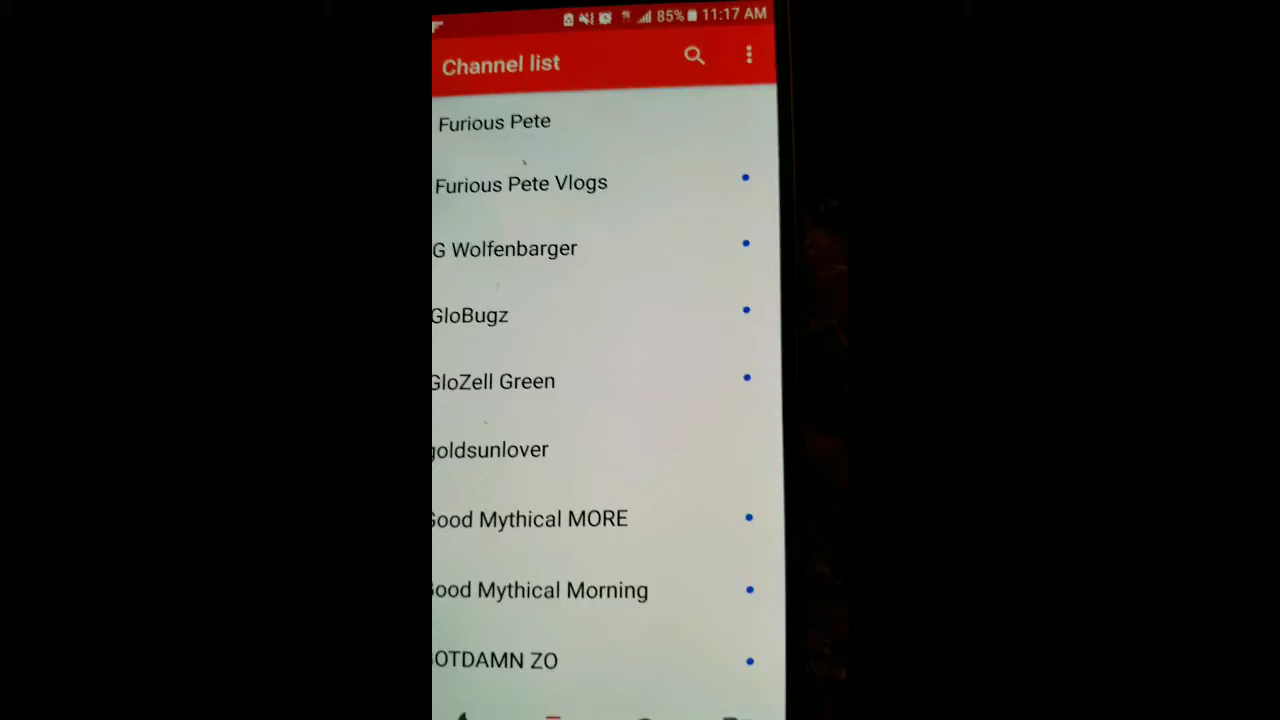 85% 11:17 AM
Channel list
Furious Pete
Furious Pete Vlogs
G Wolfenbarger
GloBugz
GloZell Green
goldsunlover
Good Mythical MORE
Good Mythical Morning
OTDAMN ZO